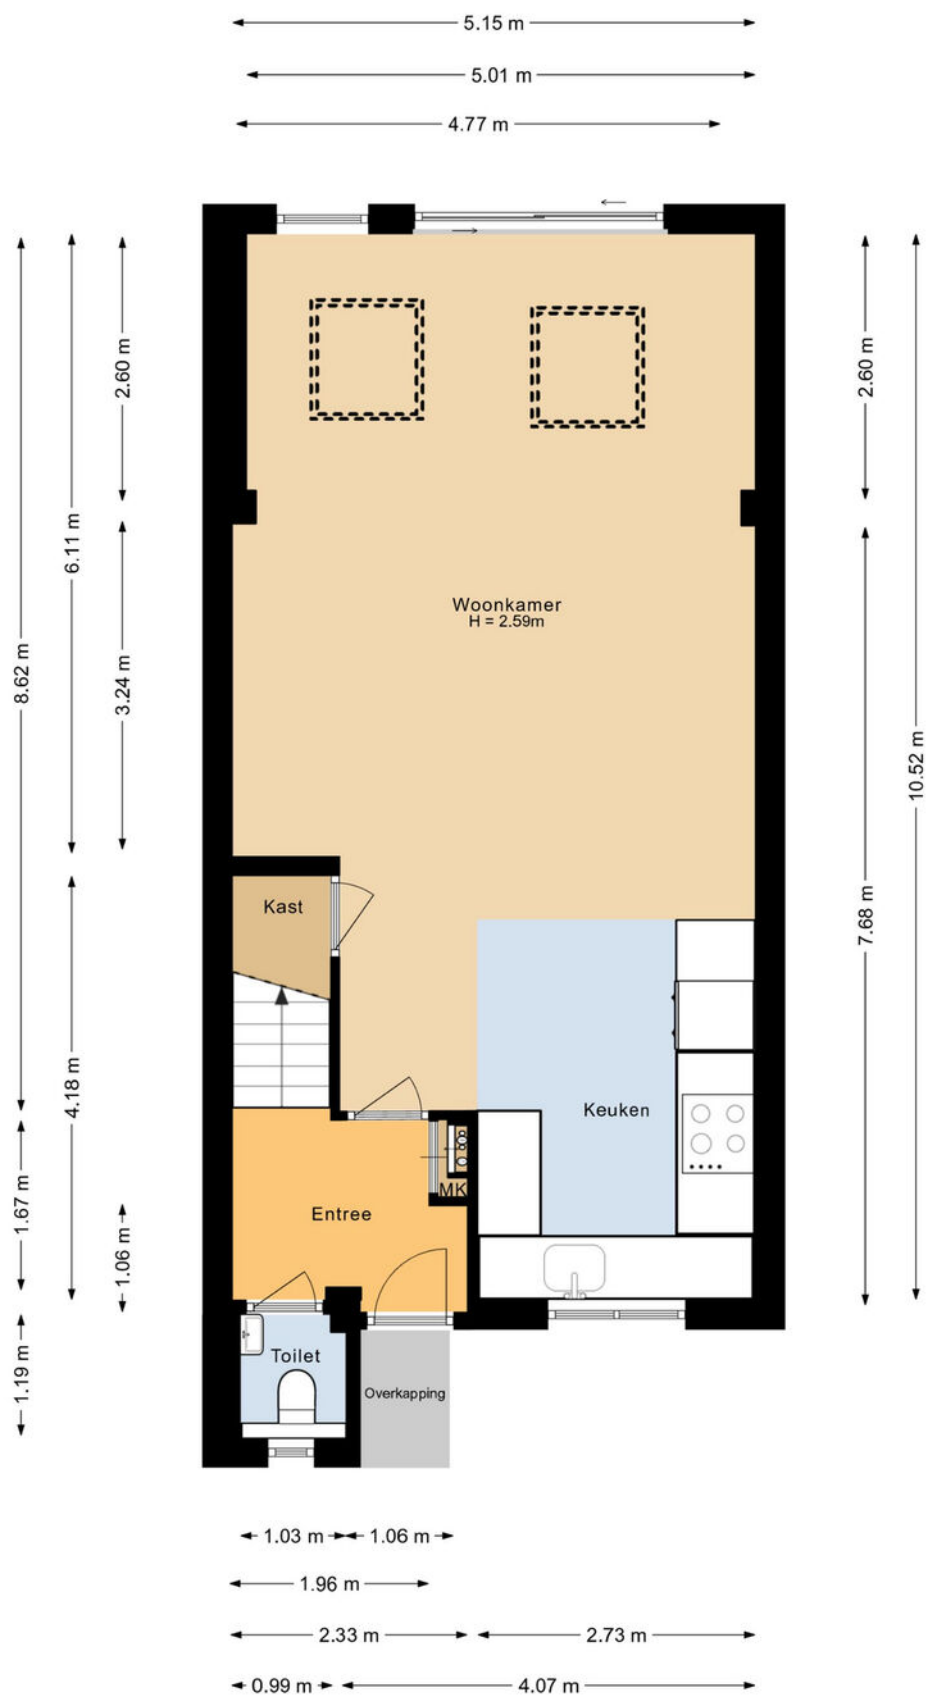 5.15 m
5.01 m
4.77 m
2.60 m
2.60 m
6.11 m
8.62 m
3.24 m
Woonkamer
H = 2.59m
10.52 m
7.68 m
Kast
4.18 m
Keuken
MK
Entree
1.67 m
1.06 m
Toilet
1.19 m
Overkapping
1.03 m
1.06 m
1.96 m
2.33 m
2.73 m
0.99 m
4.07 m